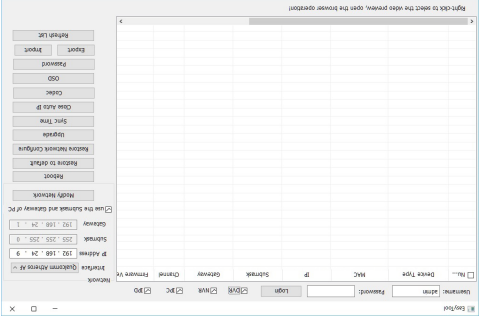 EasyTool
Username: admin Password: Login DVR NVR IPC IPD
Nu... Device Type MAC IP Submask Gateway Channel Firmware Ve
Network
Interface Qualcomm Atheros AF
IP Address 192 . 168 . 24 . 9
Submask 255 . 255 . 255 . 0
Gateway 192 . 168 . 24 . 1
use the Submask and Gateway of PC
Modify Network
Reboot
Restore to default
Restore Network Configure
Upgrade
Sync Time
Close Auto IP
Codec
OSD
Password
Export Import
Refresh List
Right-click to select the video preview, open the browser operation!